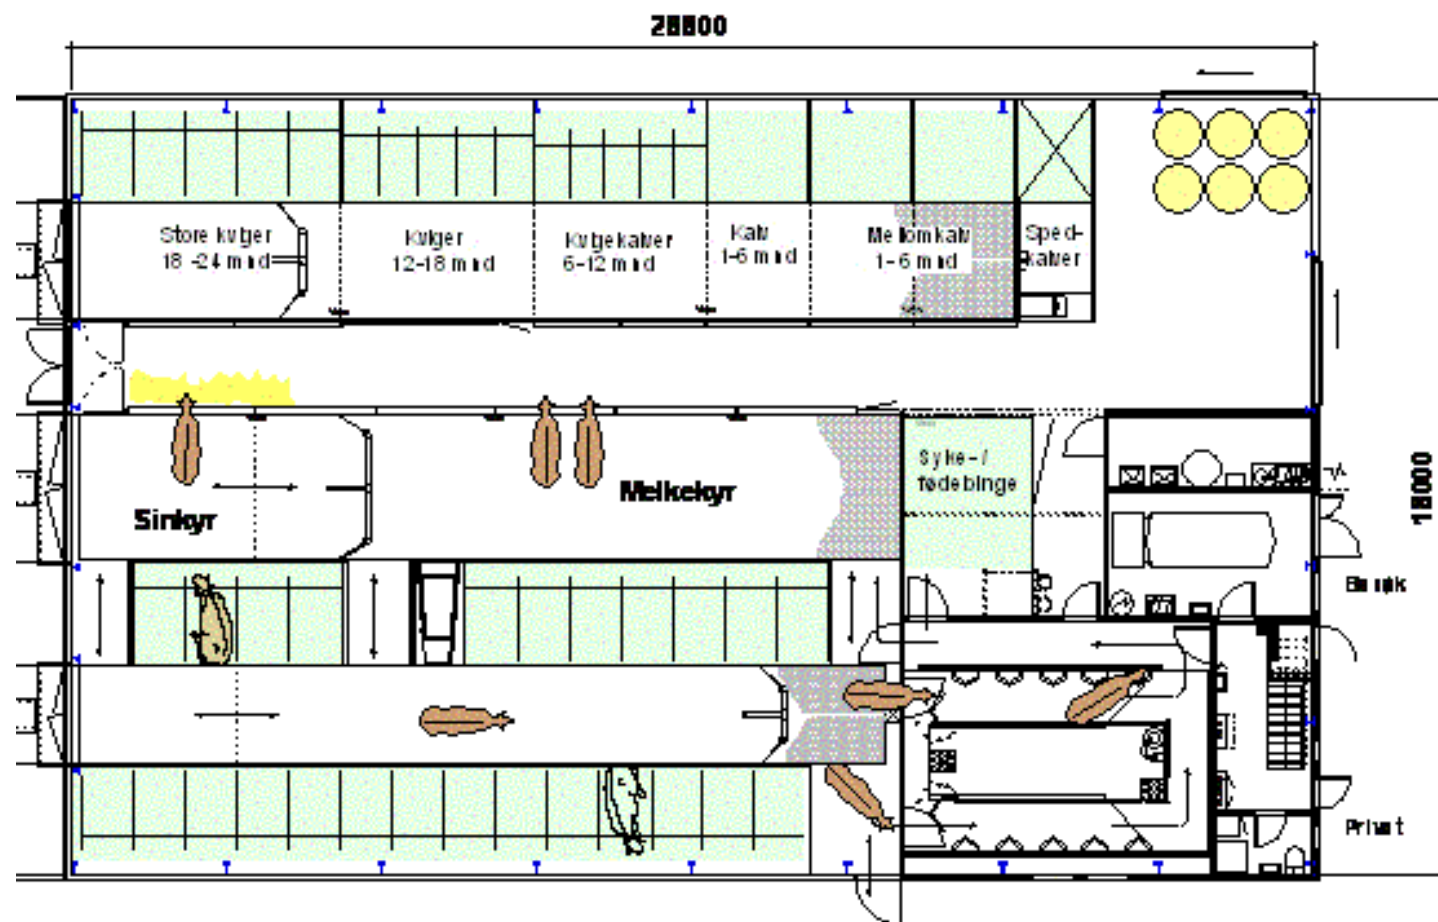 28800
Store kviger
18 -24 mnd
Kviger
12-18 mnd
Kvigekalver
6-12 mnd
Kalv
1-6 mnd
Mellomkalv
1-6 mnd
Sped-
kalver
Syke- /
fødebinge
Sinkyr
Melkekyr
18000
Besøk
Privat